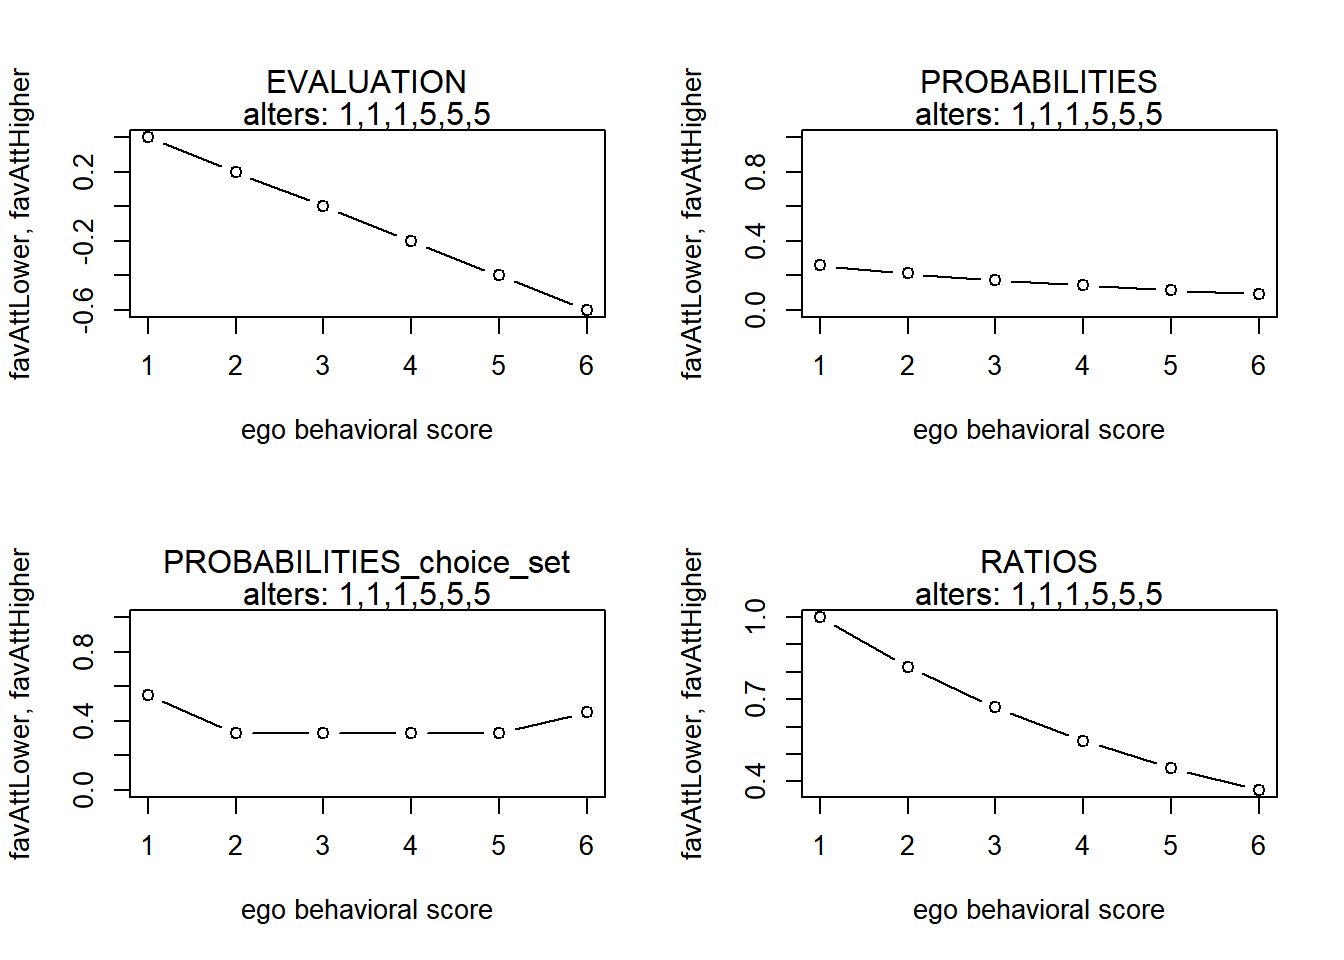 EVALUATION
alters: 1,1,1,5,5,5
favAttLower, favAttHigher
0.2
-0.2
-0.6
1 2 3 4 5 6
ego behavioral score
PROBABILITIES
alters: 1,1,1,5,5,5
favAttLower, favAttHigher
0.8
0.4
0.0
1 2 3 4 5 6
ego behavioral score
PROBABILITIES_choice_set
alters: 1,1,1,5,5,5
favAttLower, favAttHigher
0.8
0.4
0.0
1 2 3 4 5 6
ego behavioral score
RATIOS
alters: 1,1,1,5,5,5
favAttLower, favAttHigher
1.0
0.7
0.4
1 2 3 4 5 6
ego behavioral score